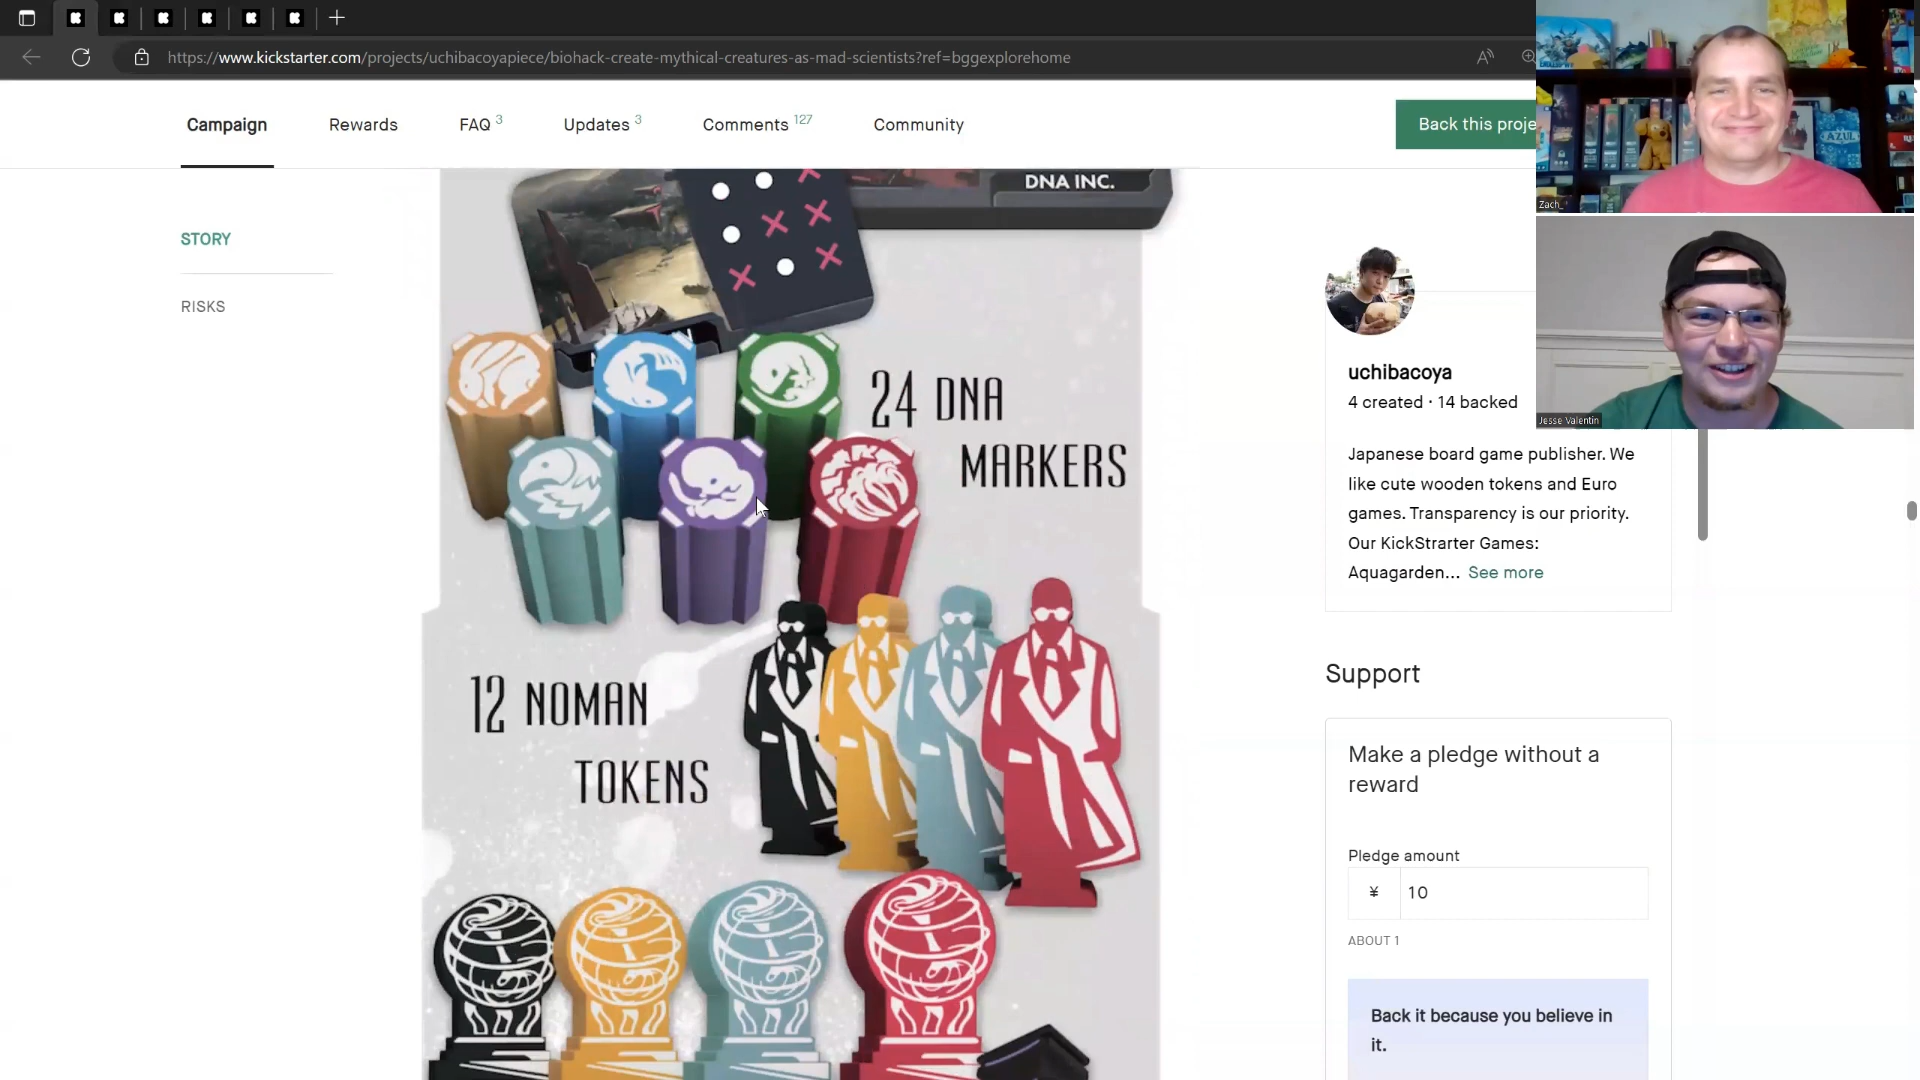 https://www.kickstarter.com/projects/uchibacoyapiece/biohack-create-mythical-creatures-as-mad-scientists?ref=bggexplorehome
Campaign
Rewards
FAQ 3
Updates 3
Comments 127
Community
Back this proje
STORY
RISKS
DNA INC.
24 DNA
MARKERS
12 NOMAN
TOKENS
uchibacoya
4 created · 14 backed
Japanese board game publisher. We
like cute wooden tokens and Euro
games. Transparency is our priority.
Our KickStrarter Games:
Aquagarden... See more
Support
Make a pledge without a
reward
Pledge amount
¥ 10
ABOUT 1
Back it because you believe in
it.
Zach_
AZUL
Jesse Valentin